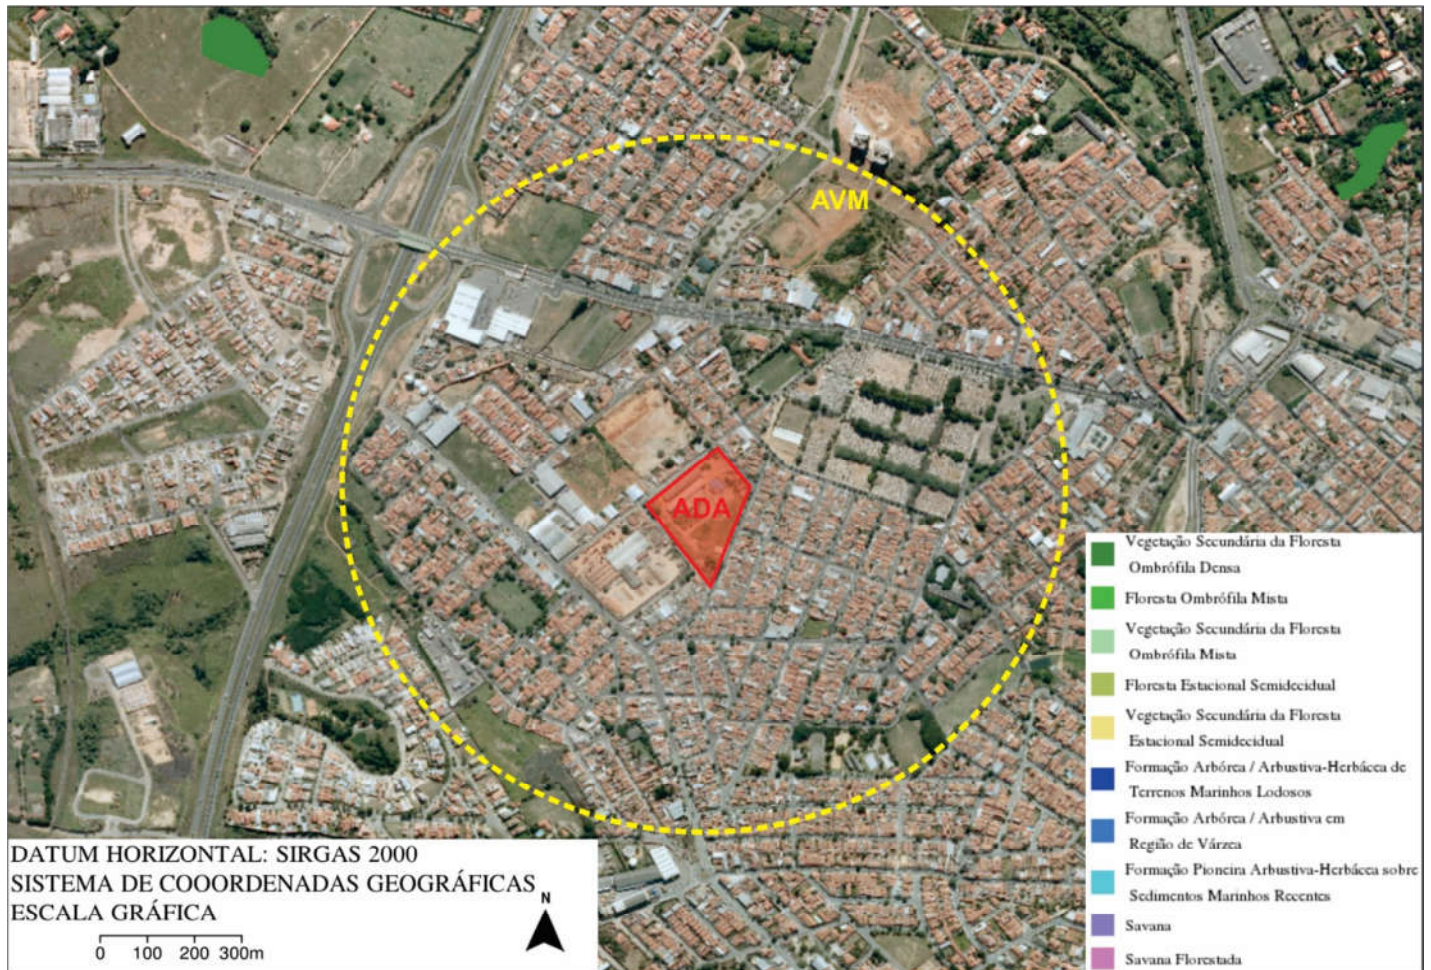 AVM
ADA
Vegetação Secundária da Floresta
Ombrófila Densa
Floresta Ombrófila Mista
Vegetação Secundária da Floresta
Ombrófila Mista
Floresta Estacional Semidecidual
Vegetação Secundária da Floresta
Estacional Semidecidual
Formação Arbórea / Arbustiva-Herbácea de
Terrenos Marinhos Lodosos
Formação Arbórea / Arbustiva em
Região de Várzea
Formação Pioneira Arbustiva-Herbácea sobre
Sedimentos Marinhos Recentes
Savana
Savana Florestada
DATUM HORIZONTAL: SIRGAS 2000
SISTEMA DE COOORDENADAS GEOGRÁFICAS
ESCALA GRÁFICA
N
0 100 200 300m